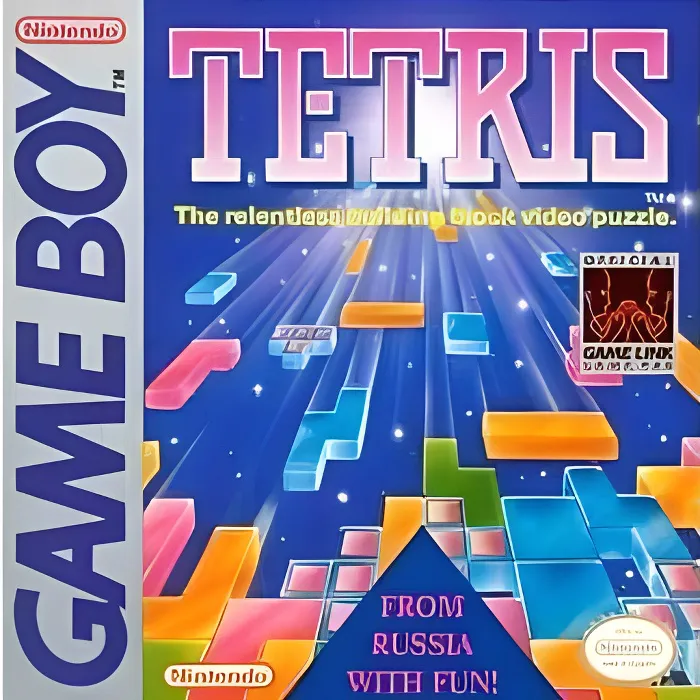 Nintendo
GAME BOY
TM
TETRIS
TM
The relentless building block video puzzle.
GAME LINK
FROM
RUSSIA
WITH FUN!
Nintendo
Nintendo